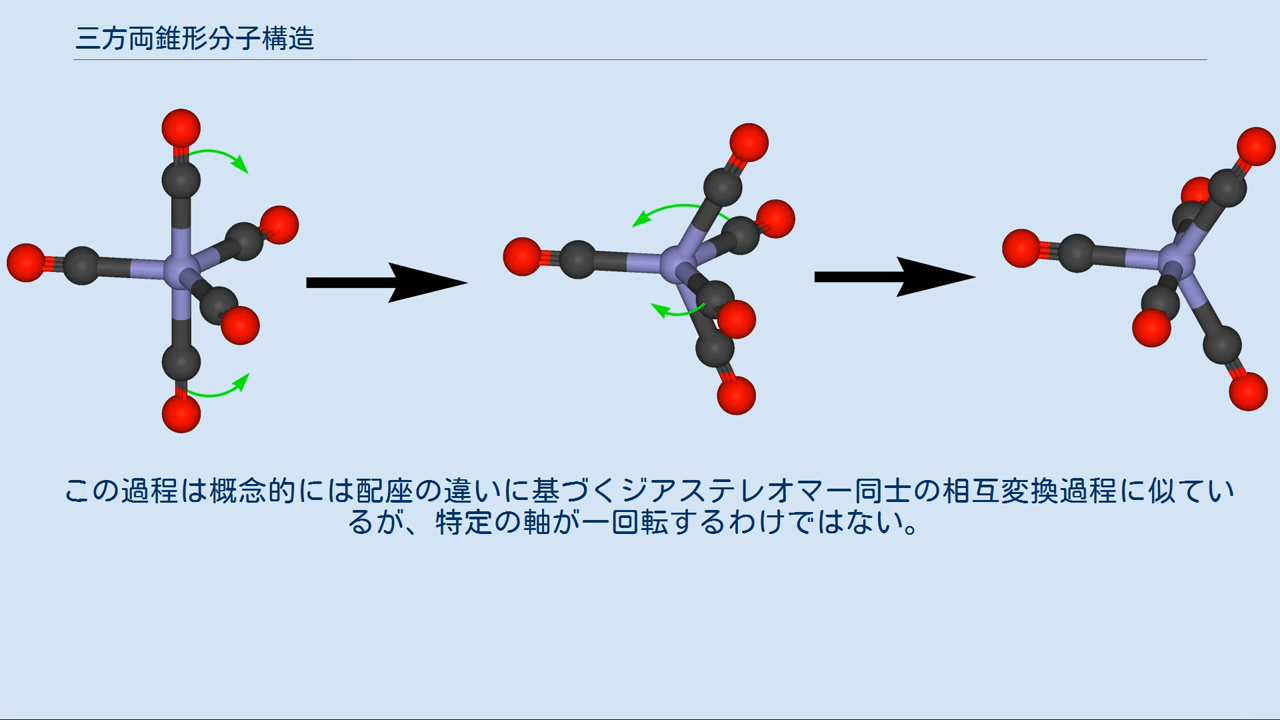 三方両錐形分子構造
この過程は概念的には配座の違いに基づくジアステレオマー同士の相互変換過程に似てい
るが、特定の軸が一回転するわけではない。